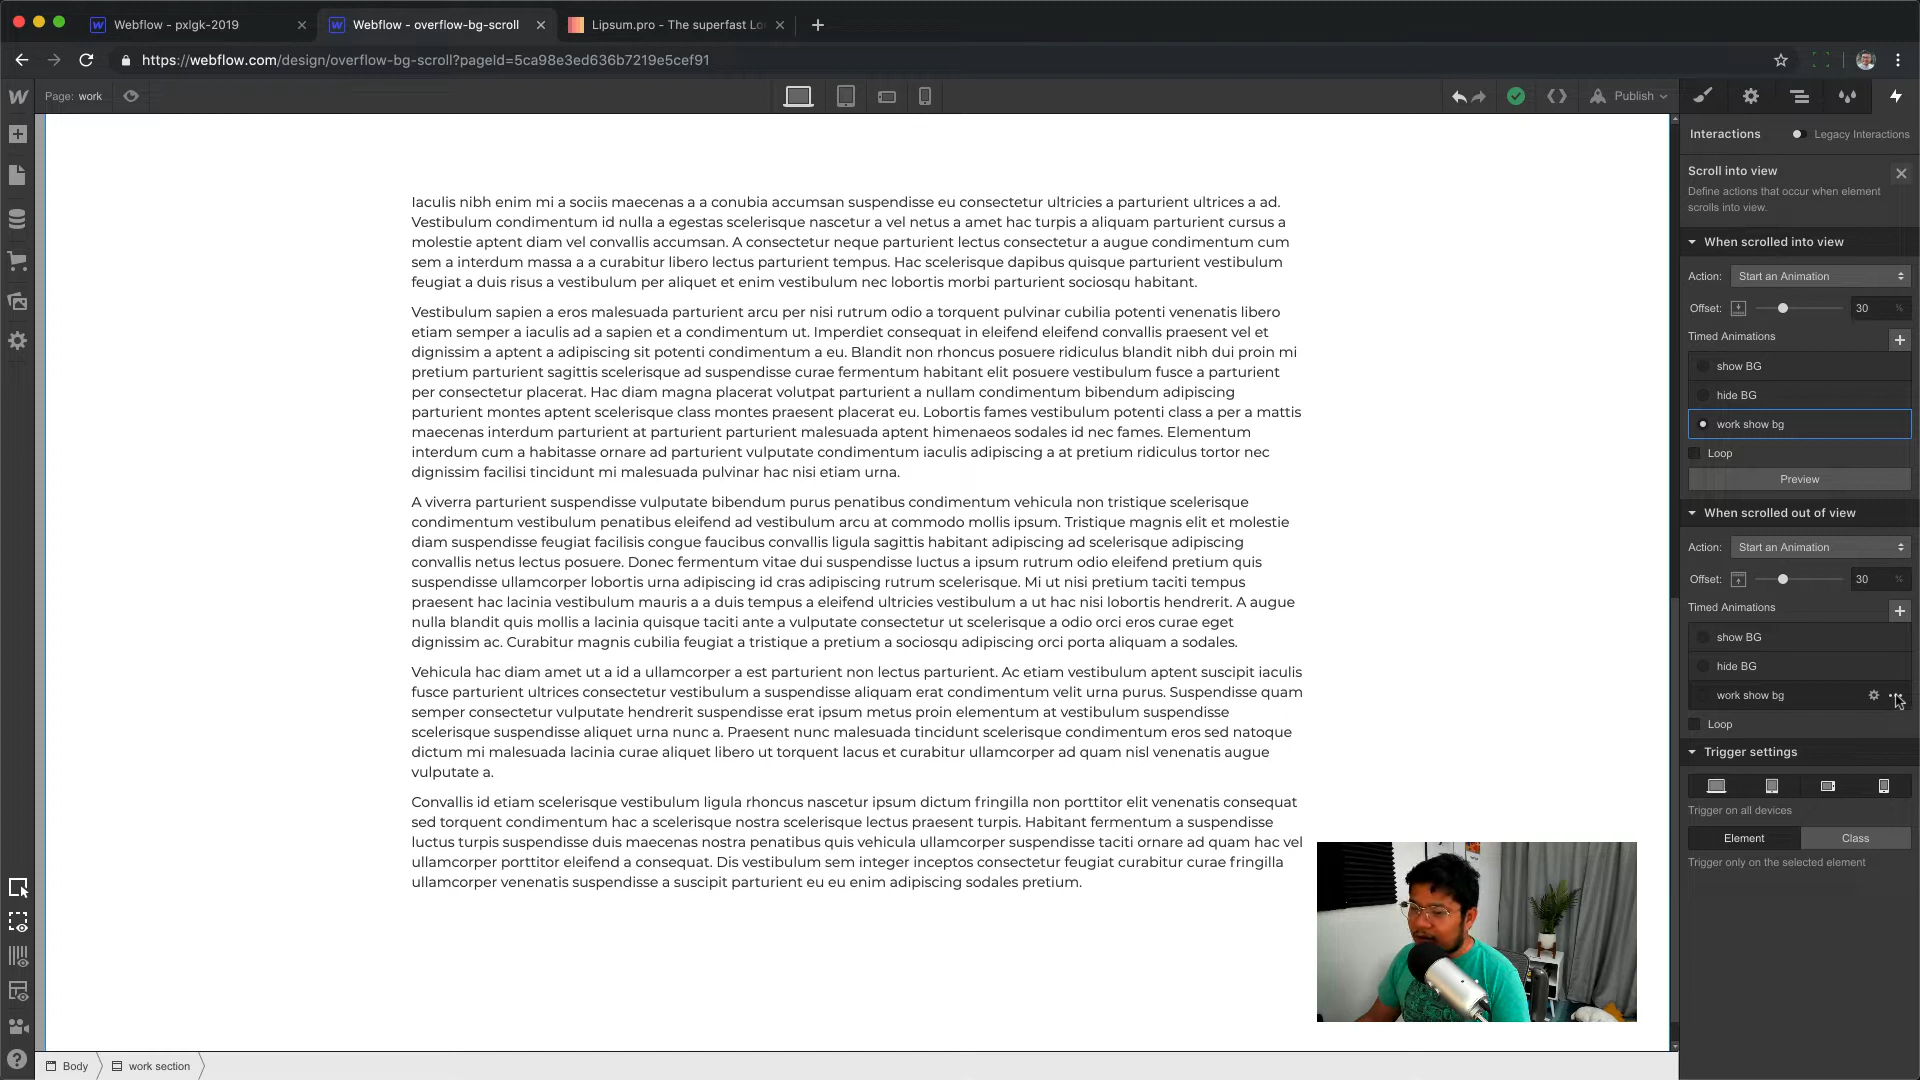 Webflow - pxlgk-2019
Webflow - overflow-bg-scroll
Lipsum.pro - The superfast Lo
https://webflow.com/design/overflow-bg-scroll?pageId=5ca98e3ed636b7219e5cef91
Page: work
Publish
Interactions
Legacy Interactions
Scroll into view
Define actions that occur when element
scrolls into view.
When scrolled into view
Action: Start an Animation
Offset: 30 %
Timed Animations
show BG
hide BG
work show bg
Loop
Preview
When scrolled out of view
Action: Start an Animation
Offset: 30 %
Timed Animations
show BG
hide BG
work show bg
Loop
Trigger settings
Trigger on all devices
Element
Class
Trigger only on the selected element
Iaculis nibh enim mi a sociis maecenas a a conubia accumsan suspendisse eu consectetur ultricies a parturient ultrices a ad.
Vestibulum condimentum id nulla a egestas scelerisque nascetur a vel netus a amet hac turpis a aliquam parturient cursus a
molestie aptent diam vel convallis accumsan. A consectetur neque parturient lectus consectetur a augue condimentum cum
sem a interdum massa a a curabitur libero lectus parturient tempus. Hac scelerisque dapibus quisque parturient vestibulum
feugiat a duis risus a vestibulum per aliquet et enim vestibulum nec lobortis morbi parturient sociosqu habitant.
Vestibulum sapien a eros malesuada parturient arcu per nisi rutrum odio a torquent pulvinar cubilia potenti venenatis libero
etiam semper a iaculis ad a sapien et a condimentum ut. Imperdiet consequat in eleifend eleifend convallis praesent vel et
dignissim a aptent a adipiscing sit potenti condimentum a eu. Blandit non rhoncus posuere ridiculus blandit nibh dui proin mi
pretium parturient sagittis scelerisque ad suspendisse curae fermentum habitant elit posuere vestibulum fusce a parturient
per consectetur placerat. Hac diam magna placerat volutpat parturient a nullam condimentum bibendum adipiscing
parturient montes aptent scelerisque class montes praesent placerat eu. Lobortis fames vestibulum potenti class a per a mattis
maecenas interdum parturient at parturient parturient malesuada aptent himenaeos sodales id nec fames. Elementum
interdum cum a habitasse ornare ad parturient vulputate condimentum iaculis adipiscing a at pretium ridiculus tortor nec
dignissim facilisi tincidunt mi malesuada pulvinar hac nisi etiam urna.
A viverra parturient suspendisse vulputate bibendum purus penatibus condimentum vehicula non tristique scelerisque
condimentum vestibulum penatibus eleifend ad vestibulum arcu at commodo mollis ipsum. Tristique magnis elit et molestie
diam suspendisse feugiat facilisis congue faucibus convallis ligula sagittis habitant adipiscing ad scelerisque adipiscing
convallis netus lectus posuere. Donec fermentum vitae dui suspendisse luctus a ipsum rutrum odio eleifend pretium quis
suspendisse ullamcorper lobortis urna adipiscing id cras adipiscing rutrum scelerisque. Mi ut nisi pretium taciti tempus
praesent hac lacinia vestibulum mauris a a duis tempus a eleifend ultricies vestibulum a ut hac nisi lobortis hendrerit. A augue
nulla blandit quis mollis a lacinia quisque taciti ante a vulputate consectetur ut scelerisque a odio orci eros curae eget
dignissim ac. Curabitur magnis cubilia feugiat a tristique a pretium a sociosqu adipiscing orci porta aliquam a sodales.
Vehicula hac diam amet ut a id a ullamcorper a est parturient non lectus parturient. Ac etiam vestibulum aptent suscipit iaculis
fusce parturient ultrices consectetur vestibulum a suspendisse aliquam erat condimentum velit urna purus. Suspendisse quam
semper consectetur vulputate hendrerit suspendisse erat ipsum metus proin elementum at vestibulum suspendisse
scelerisque suspendisse aliquet urna nunc a. Praesent nunc malesuada tincidunt scelerisque condimentum eros sed natoque
dictum mi malesuada lacinia curae aliquet libero ut torquent lacus et curabitur ullamcorper ad quam nisl venenatis augue
vulputate a.
Convallis id etiam scelerisque vestibulum ligula rhoncus nascetur ipsum dictum fringilla non porttitor elit venenatis consequat
sed torquent condimentum hac a scelerisque nostra scelerisque lectus praesent turpis. Habitant fermentum a suspendisse
luctus turpis suspendisse duis maecenas nostra penatibus quis vehicula ullamcorper suspendisse taciti ornare ad quam hac vel
ullamcorper porttitor eleifend a consequat. Dis vestibulum sem integer inceptos consectetur feugiat curabitur curae fringilla
ullamcorper venenatis suspendisse a suscipit parturient eu eu enim adipiscing sodales pretium.
Body
work section